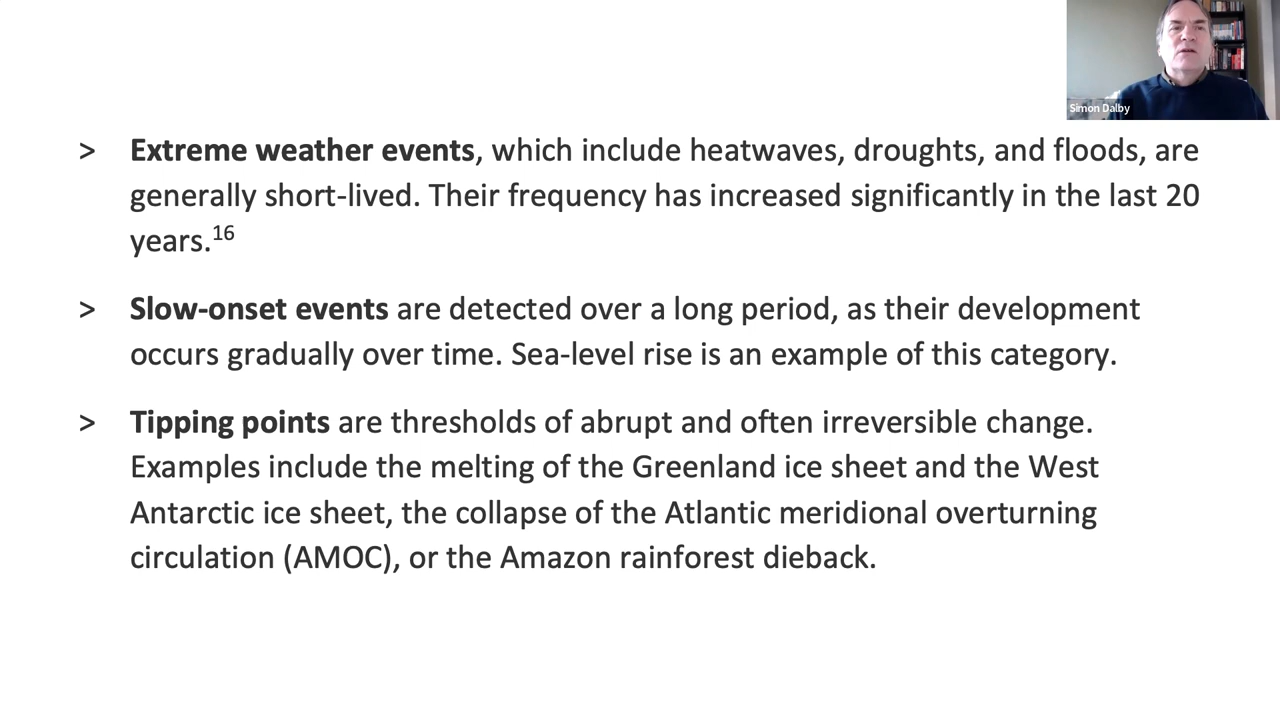 Simon Dalby
> Extreme weather events, which include heatwaves, droughts, and floods, are
generally short-lived. Their frequency has increased significantly in the last 20
years.16
> Slow-onset events are detected over a long period, as their development
occurs gradually over time. Sea-level rise is an example of this category.
> Tipping points are thresholds of abrupt and often irreversible change.
Examples include the melting of the Greenland ice sheet and the West
Antarctic ice sheet, the collapse of the Atlantic meridional overturning
circulation (AMOC), or the Amazon rainforest dieback.